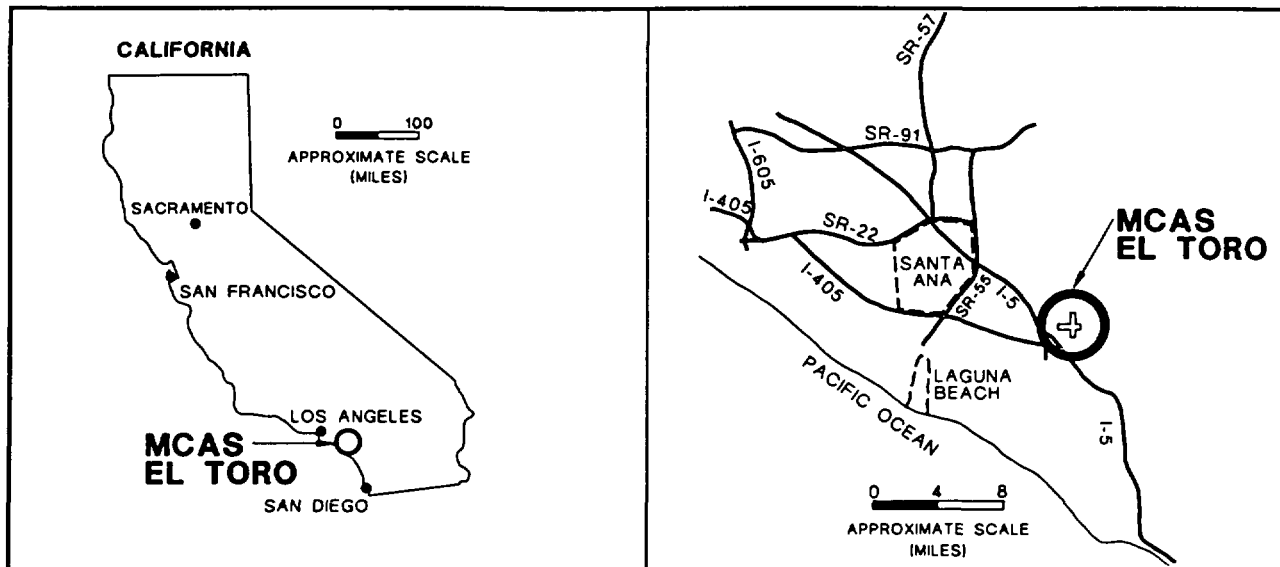 CALIFORNIA
0 100
APPROXIMATE SCALE
(MILES)
SACRAMENTO
SAN FRANCISCO
LOS ANGELES
MCAS
EL TORO
SAN DIEGO
SR-57
SR-91
I-605
I-405
SR-22
MCAS
EL TORO
SANTA
ANA
I-405
SR-55
I-5
PACIFIC OCEAN
LAGUNA
BEACH
I-5
0 4 8
APPROXIMATE SCALE
(MILES)